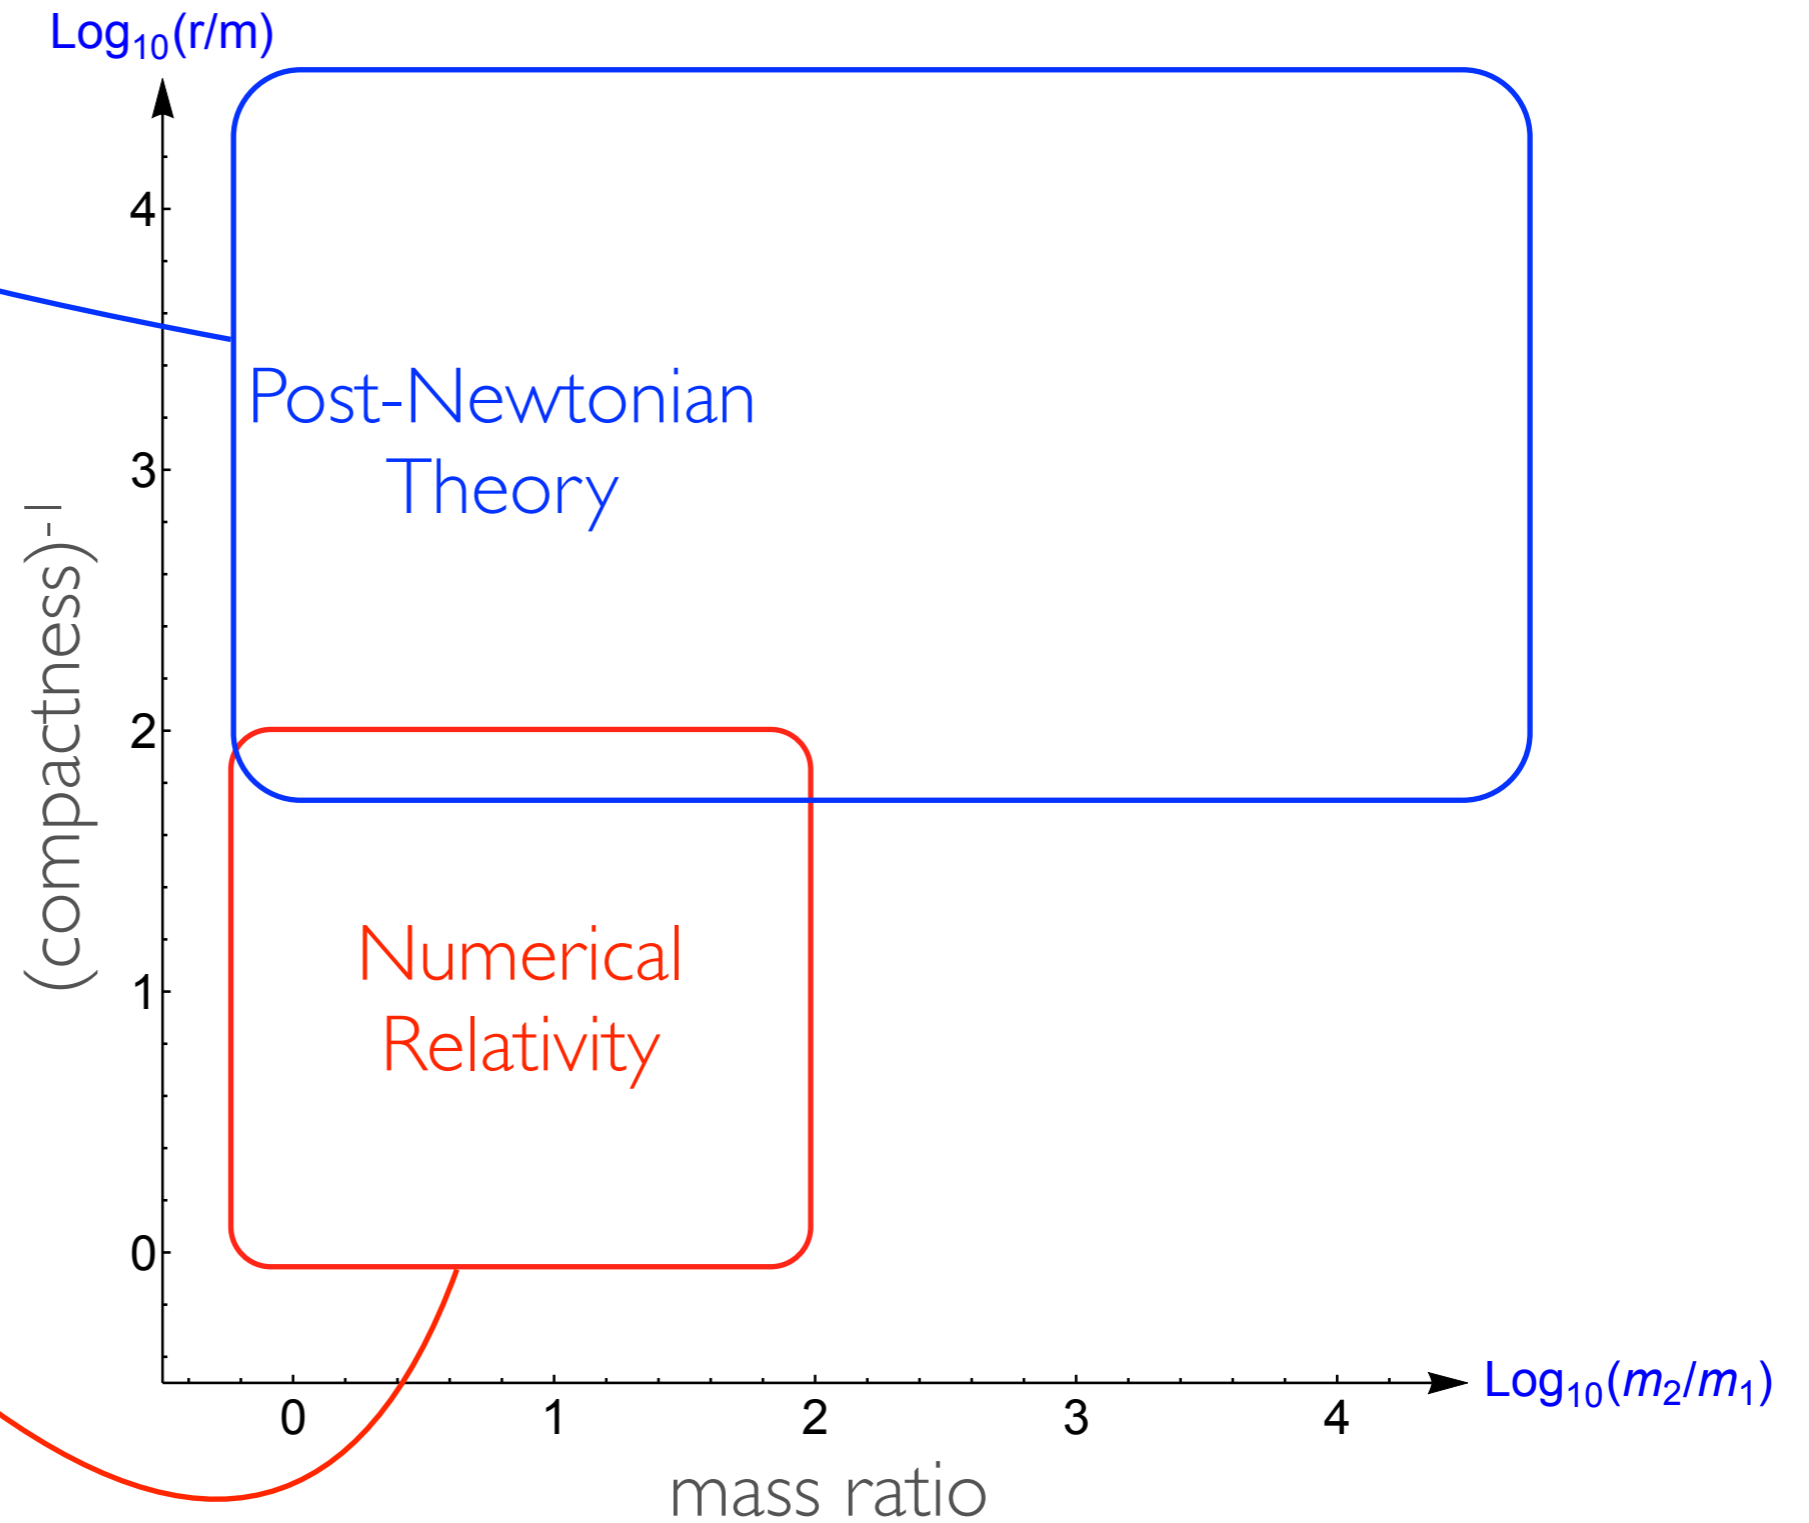 Log₁₀(r/m)
4
3
2
1
0
(compactness)⁻¹
Post-Newtonian
Theory
Numerical
Relativity
0 1 2 3 4
Log₁₀(m₂/m₁)
mass ratio